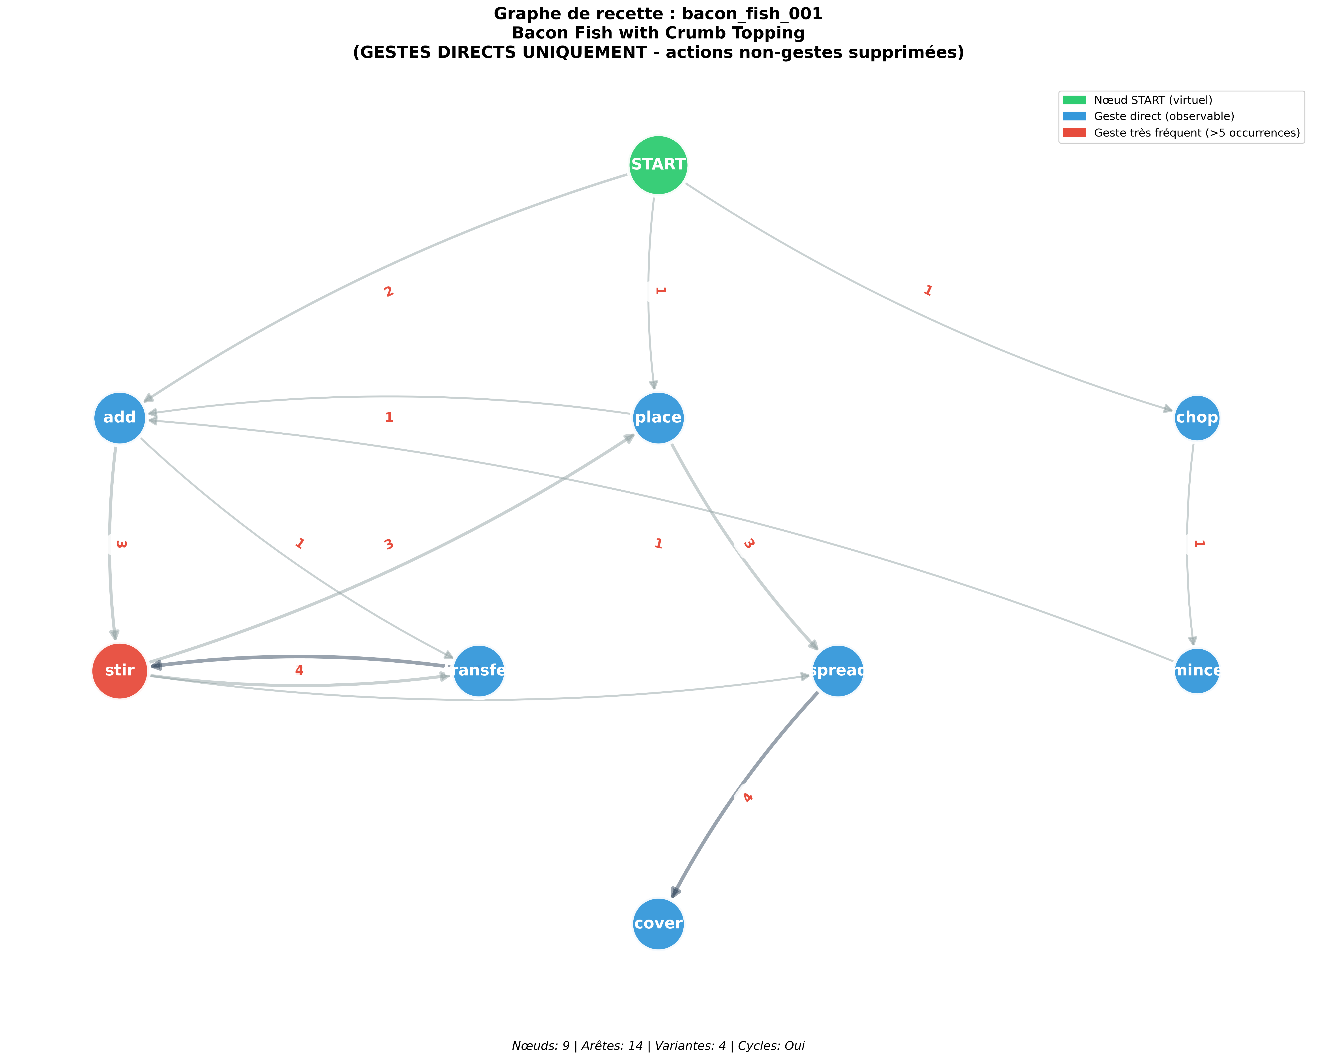 Graphe de recette : bacon_fish_001
Bacon Fish with Crumb Topping
(GESTES DIRECTS UNIQUEMENT - actions non-gestes supprimées)
Nœud START (virtuel)
Geste direct (observable)
Geste très fréquent (>5 occurrences)
START
2
1
1
add
1
place
chop
3
1
3
1
3
1
stir
4
ransfe
spread
mince
4
cover
Nœuds: 9 | Arêtes: 14 | Variantes: 4 | Cycles: Oui